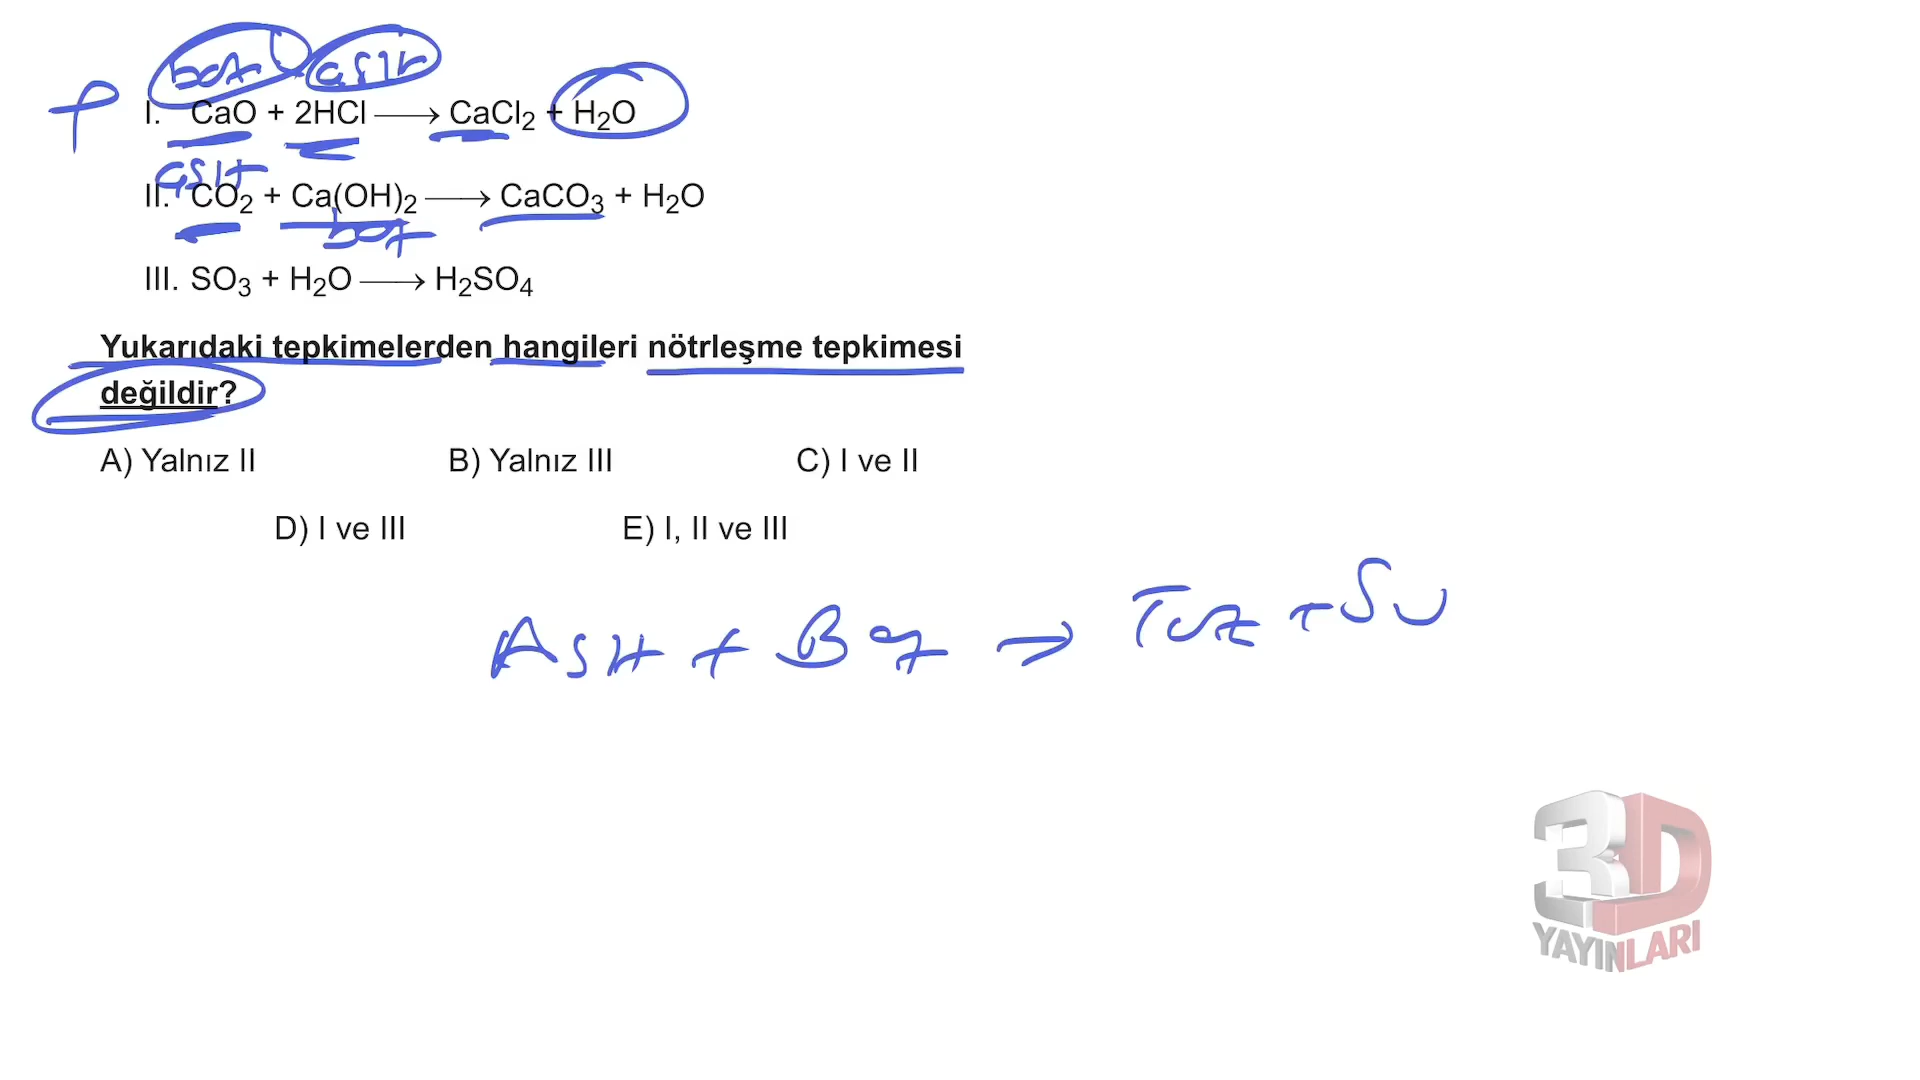 baz asit
I. CaO + 2HCl ⟶ CaCl₂ + H₂O
asit
II. CO₂ + Ca(OH)₂ ⟶ CaCO₃ + H₂O
baz
III. SO₃ + H₂O ⟶ H₂SO₄
Yukarıdaki tepkimelerden hangileri nötrleşme tepkimesi
değildir?
A) Yalnız II B) Yalnız III C) I ve II
D) I ve III E) I, II ve III
Asit + Baz → Tuz + Su
3D
YAYINLARI